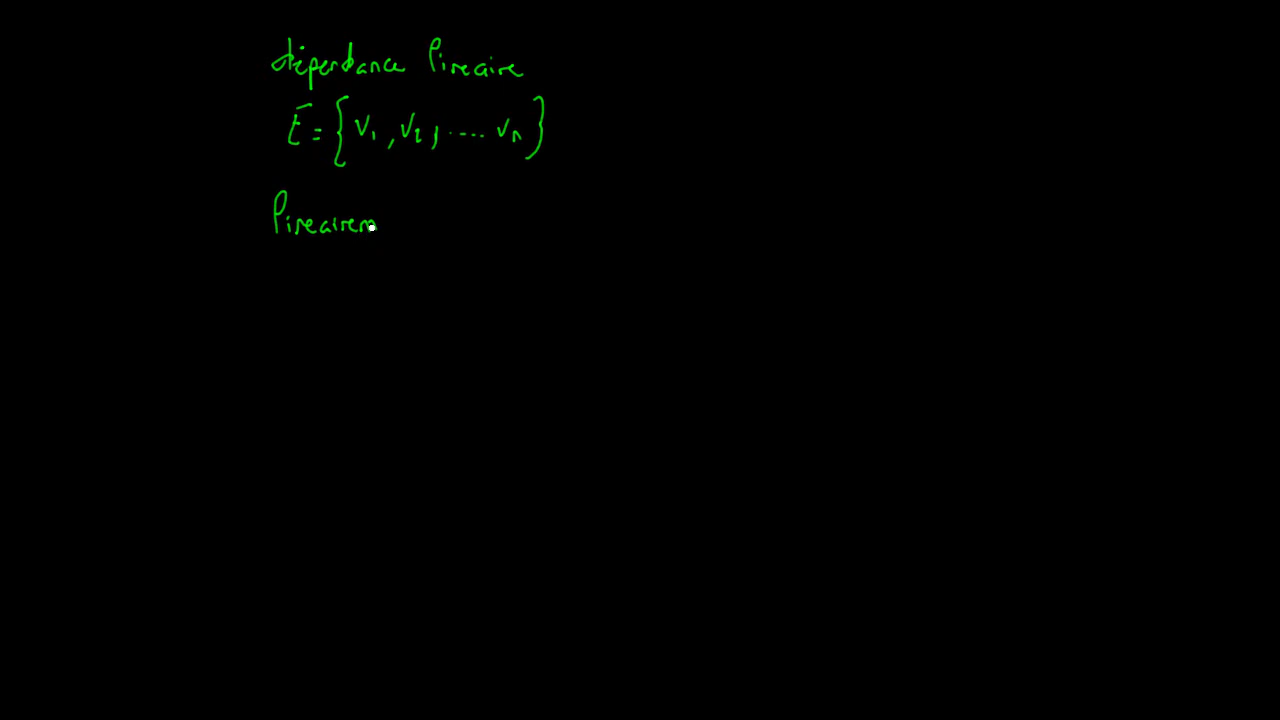 dépendance linéaire
E = { V1 , V2 , .... Vn }
linéairem